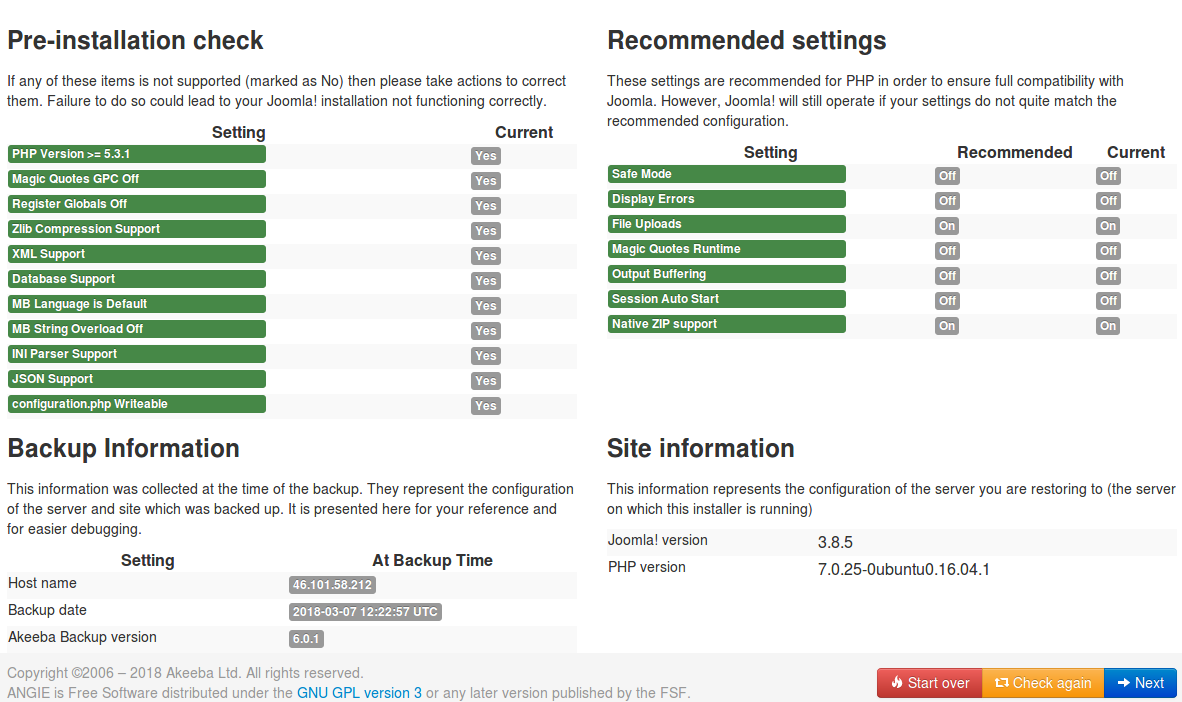 Pre-installation check
If any of these items is not supported (marked as No) then please take actions to correct
them. Failure to do so could lead to your Joomla! installation not functioning correctly.
Setting Current
PHP Version >= 5.3.1 Yes
Magic Quotes GPC Off Yes
Register Globals Off Yes
Zlib Compression Support Yes
XML Support Yes
Database Support Yes
MB Language is Default Yes
MB String Overload Off Yes
INI Parser Support Yes
JSON Support Yes
configuration.php Writeable Yes
Recommended settings
These settings are recommended for PHP in order to ensure full compatibility with
Joomla. However, Joomla! will still operate if your settings do not quite match the
recommended configuration.
Setting Recommended Current
Safe Mode Off Off
Display Errors Off Off
File Uploads On On
Magic Quotes Runtime Off Off
Output Buffering Off Off
Session Auto Start Off Off
Native ZIP support On On
Backup Information
This information was collected at the time of the backup. They represent the configuration
of the server and site which was backed up. It is presented here for your reference and
for easier debugging.
Setting At Backup Time
Host name 46.101.58.212
Backup date 2018-03-07 12:22:57 UTC
Akeeba Backup version 6.0.1
Site information
This information represents the configuration of the server you are restoring to (the server
on which this installer is running)
Joomla! version 3.8.5
PHP version 7.0.25-0ubuntu0.16.04.1
Copyright ©2006 – 2018 Akeeba Ltd. All rights reserved.
ANGIE is Free Software distributed under the GNU GPL version 3 or any later version published by the FSF.
Start over Check again Next